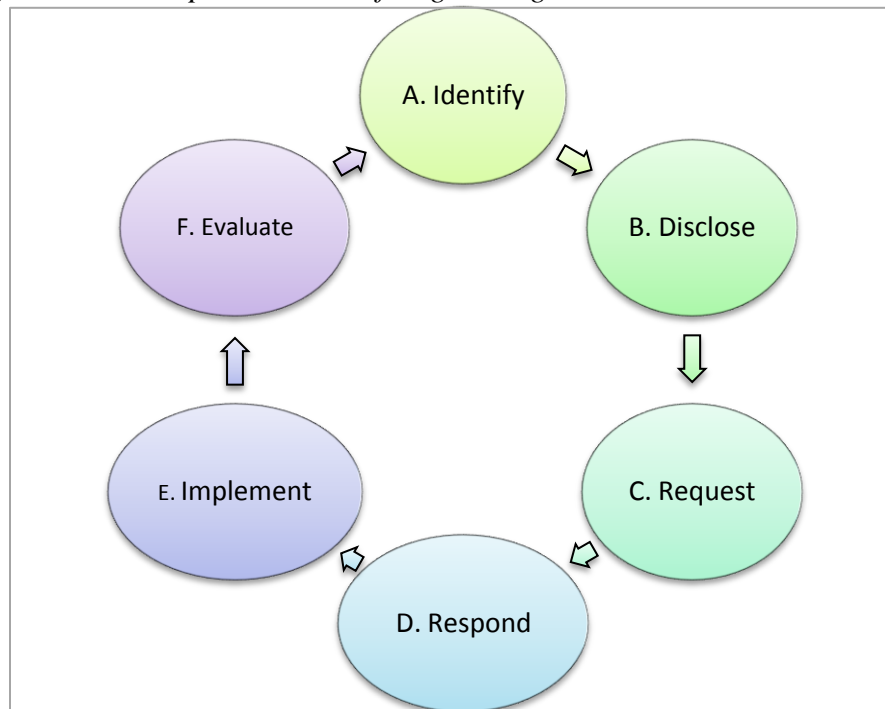 A. Identify
B. Disclose
C. Request
D. Respond
E. Implement
F. Evaluate